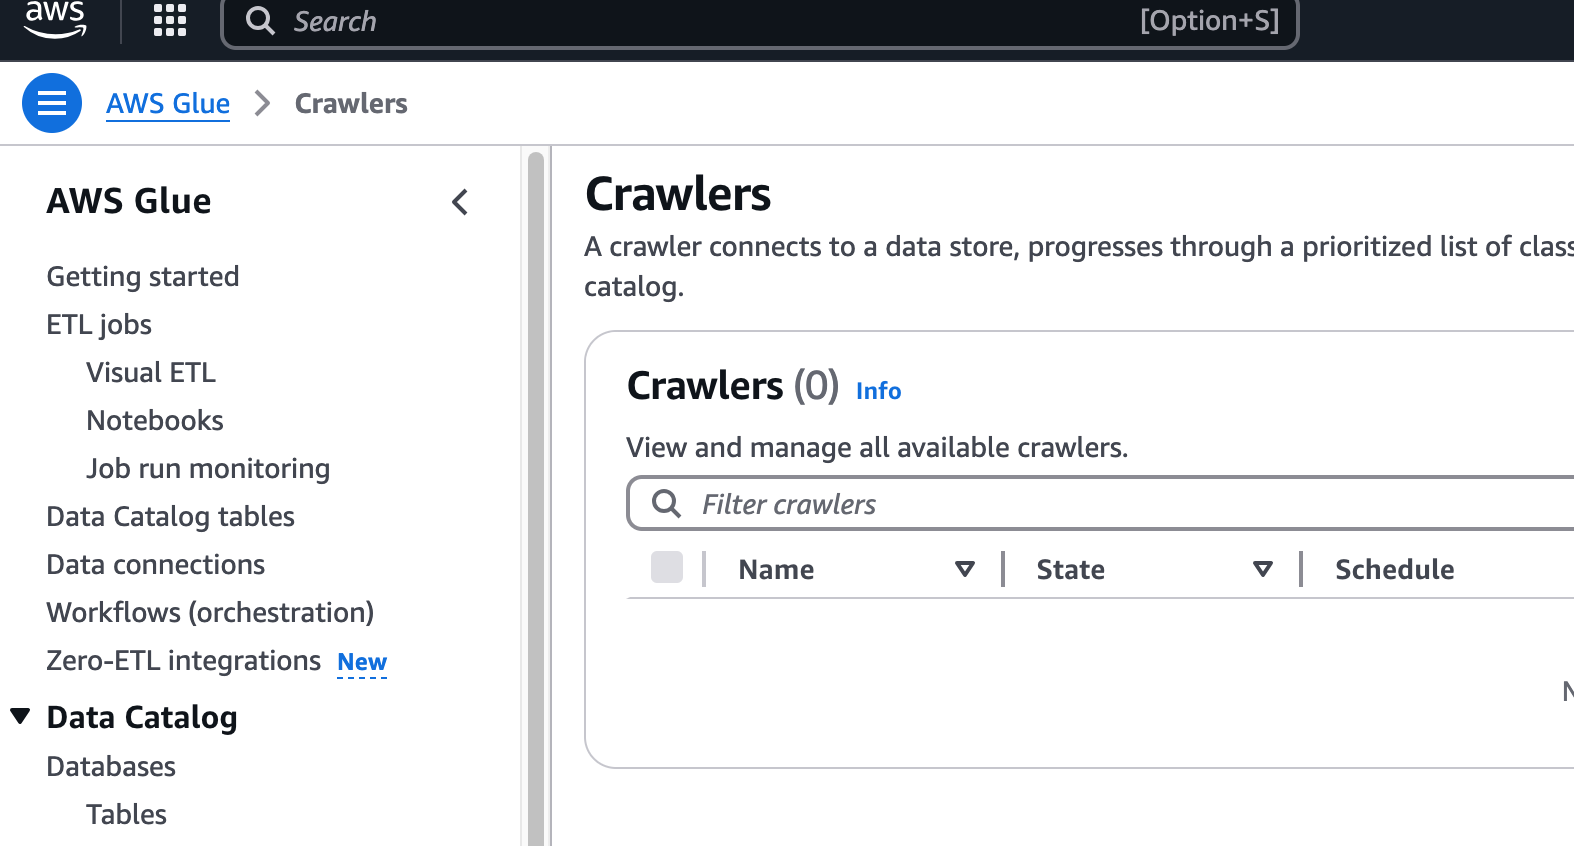 aws
Search
[Option+S]
AWS Glue
Crawlers
AWS Glue
Getting started
ETL jobs
Visual ETL
Notebooks
Job run monitoring
Data Catalog tables
Data connections
Workflows (orchestration)
Zero-ETL integrations New
Data Catalog
Databases
Tables
Crawlers
A crawler connects to a data store, progresses through a prioritized list of
catalog.
Crawlers (0) Info
View and manage all available crawlers.
Filter crawlers
Name
State
Schedule